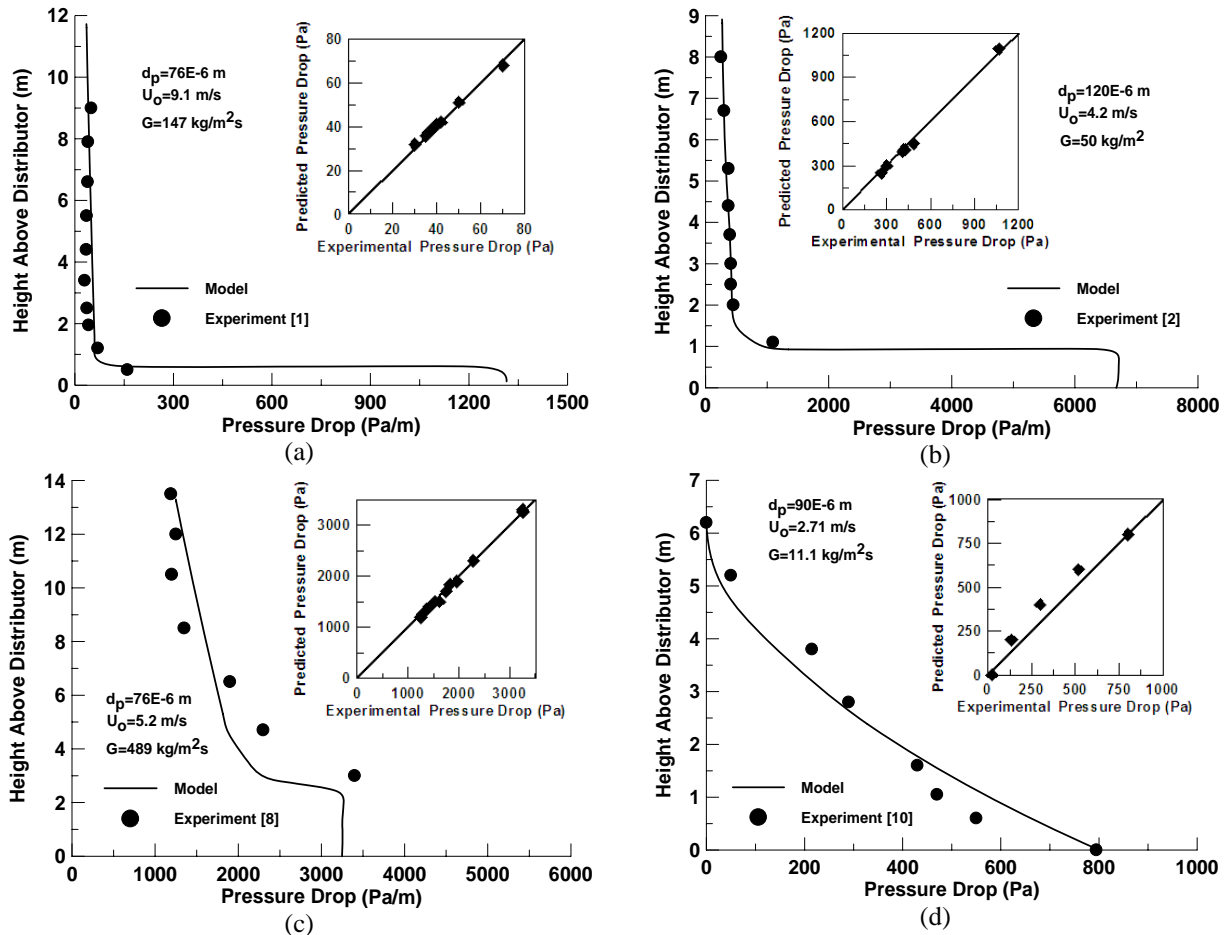 12
10
8
6
4
2
0
Height Above Distributor (m)
0
300
600
900
1200
1500
Pressure Drop (Pa/m)
d_p=76E-6 m
U_o=9.1 m/s
G=147 kg/m²s
Model
Experiment [1]
80
60
40
20
0
Predicted Pressure Drop (Pa)
0
20
40
60
80
Experimental Pressure Drop (Pa)
(a)
9
8
7
6
5
4
3
2
1
0
Height Above Distributor (m)
0
2000
4000
6000
8000
Pressure Drop (Pa/m)
1200
900
600
300
0
Predicted Pressure Drop (Pa)
0
300
600
900
1200
Experimental Pressure Drop (Pa)
d_p=120E-6 m
U_o=4.2 m/s
G=50 kg/m²
Model
Experiment [2]
(b)
14
12
10
8
6
4
2
0
Height Above Distributor (m)
0
1000
2000
3000
4000
5000
6000
Pressure Drop (Pa/m)
3000
2000
1000
0
Predicted Pressure Drop (Pa)
0
1000
2000
3000
Experimental Pressure Drop (Pa)
d_p=76E-6 m
U_o=5.2 m/s
G=489 kg/m²s
Model
Experiment [8]
(c)
7
6
5
4
3
2
1
0
Height Above Distributor (m)
0
200
400
600
800
1000
Pressure Drop (Pa)
d_p=90E-6 m
U_o=2.71 m/s
G=11.1 kg/m²s
1000
750
500
250
0
Predicted Pressure Drop (Pa)
0
250
500
750
1000
Experimental Pressure Drop (Pa)
Model
Experiment [10]
(d)